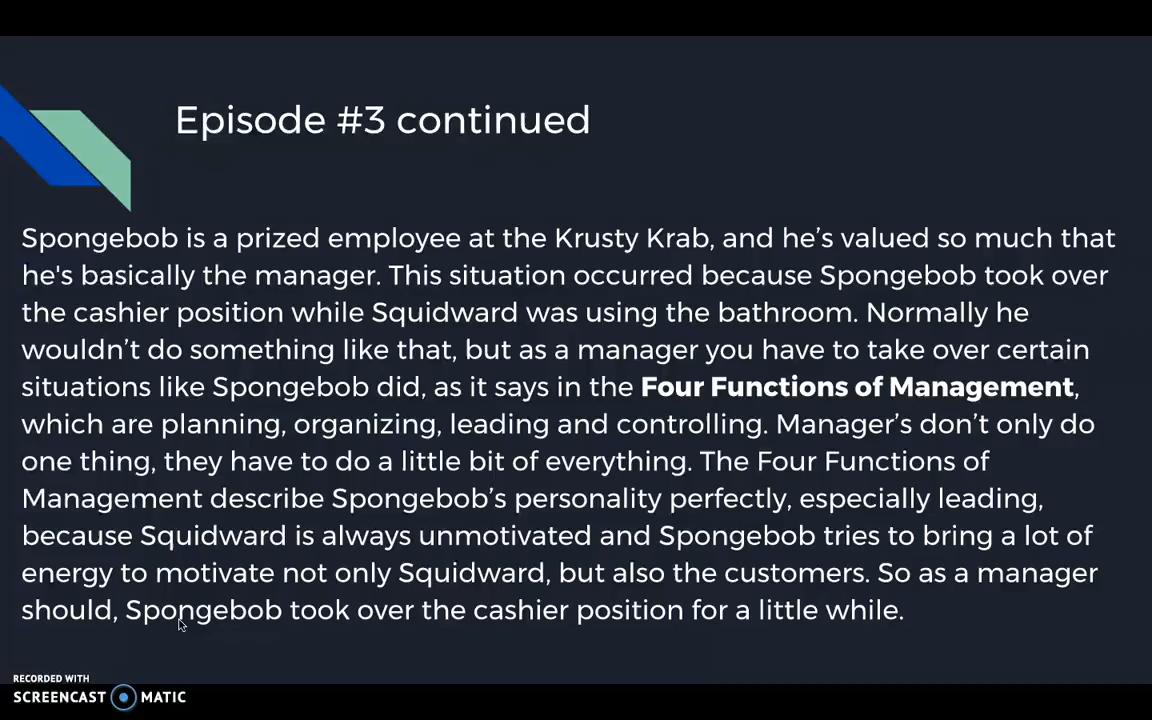 Episode #3 continued
Spongebob is a prized employee at the Krusty Krab, and he’s valued so much that
he's basically the manager. This situation occurred because Spongebob took over
the cashier position while Squidward was using the bathroom. Normally he
wouldn’t do something like that, but as a manager you have to take over certain
situations like Spongebob did, as it says in the Four Functions of Management,
which are planning, organizing, leading and controlling. Manager’s don’t only do
one thing, they have to do a little bit of everything. The Four Functions of
Management describe Spongebob’s personality perfectly, especially leading,
because Squidward is always unmotivated and Spongebob tries to bring a lot of
energy to motivate not only Squidward, but also the customers. So as a manager
should, Spongebob took over the cashier position for a little while.
RECORDED WITH
SCREENCAST MATIC